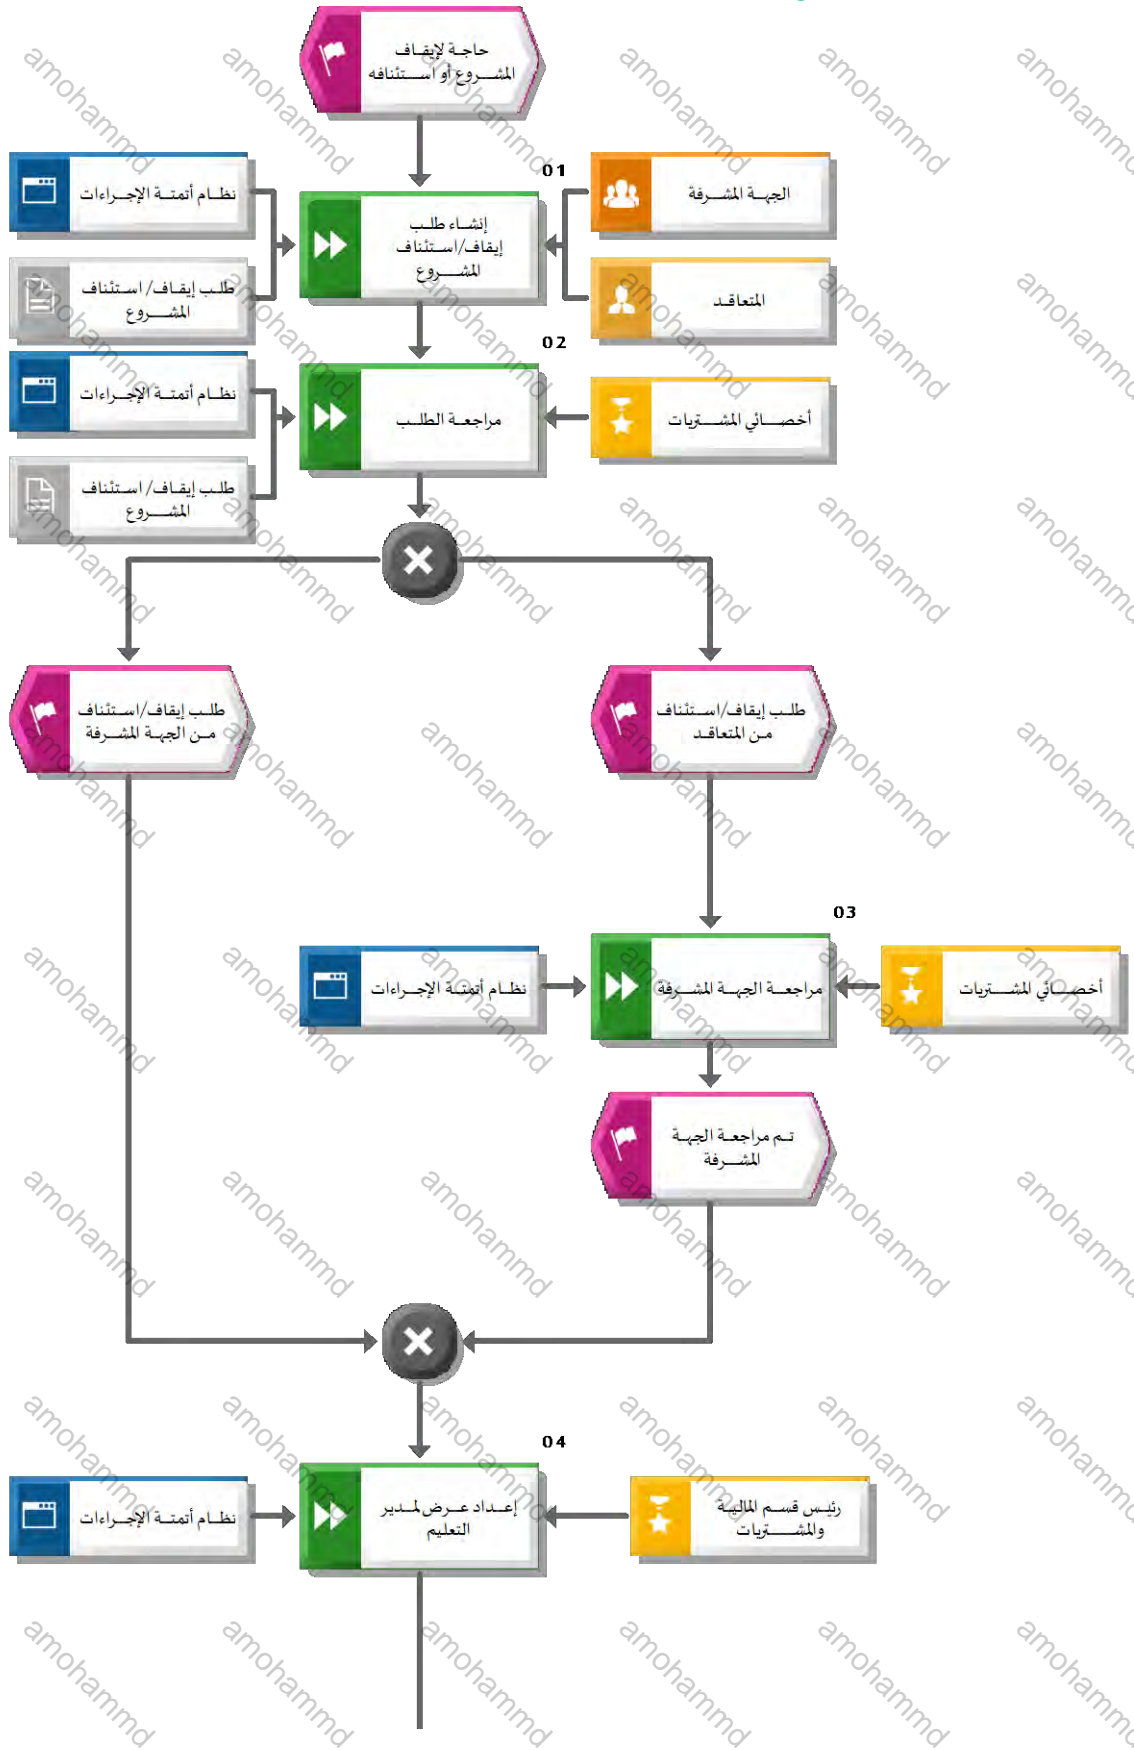 حاجة لإيقاف
المشروع أو استئنافه
01
الجهة المشرفة
نظام أتمتة الإجراءات
إنشاء طلب
إيقاف/استئناف
المشروع
المتعاقد
طلب إيقاف/ استئناف
المشروع
02
نظام أتمتة الإجراءات
مراجعة الطلب
أخصائي المشتريات
طلب إيقاف/ استئناف
المشروع
طلب إيقاف/استئناف
من المتعاقد
طلب إيقاف/استئناف
من الجهة المشرفة
03
أخصائي المشتريات
مراجعة الجهة المشرفة
نظام أتمتة الإجراءات
تم مراجعة الجهة
المشرفة
04
رئيس قسم المالية
والمشتريات
إعداد عرض لمدير
التعليم
نظام أتمتة الإجراءات
amohammd